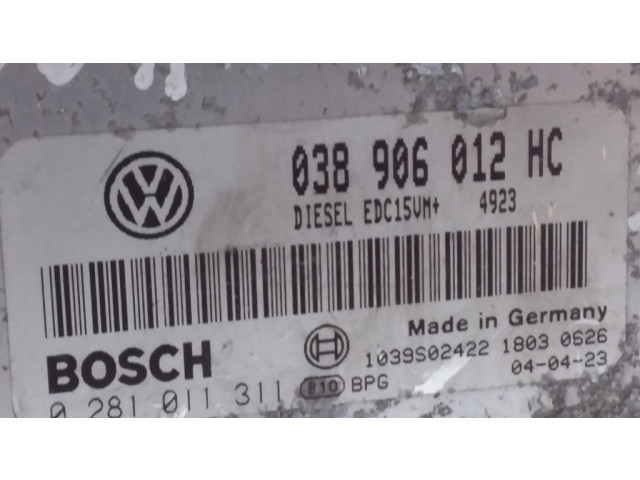 038 906 012 HC
DIESEL EDC15VM+ 4923
Made in Germany
BOSCH
1039S02422 1803 0626
0 281 011 311
R10 BPG
04-04-23